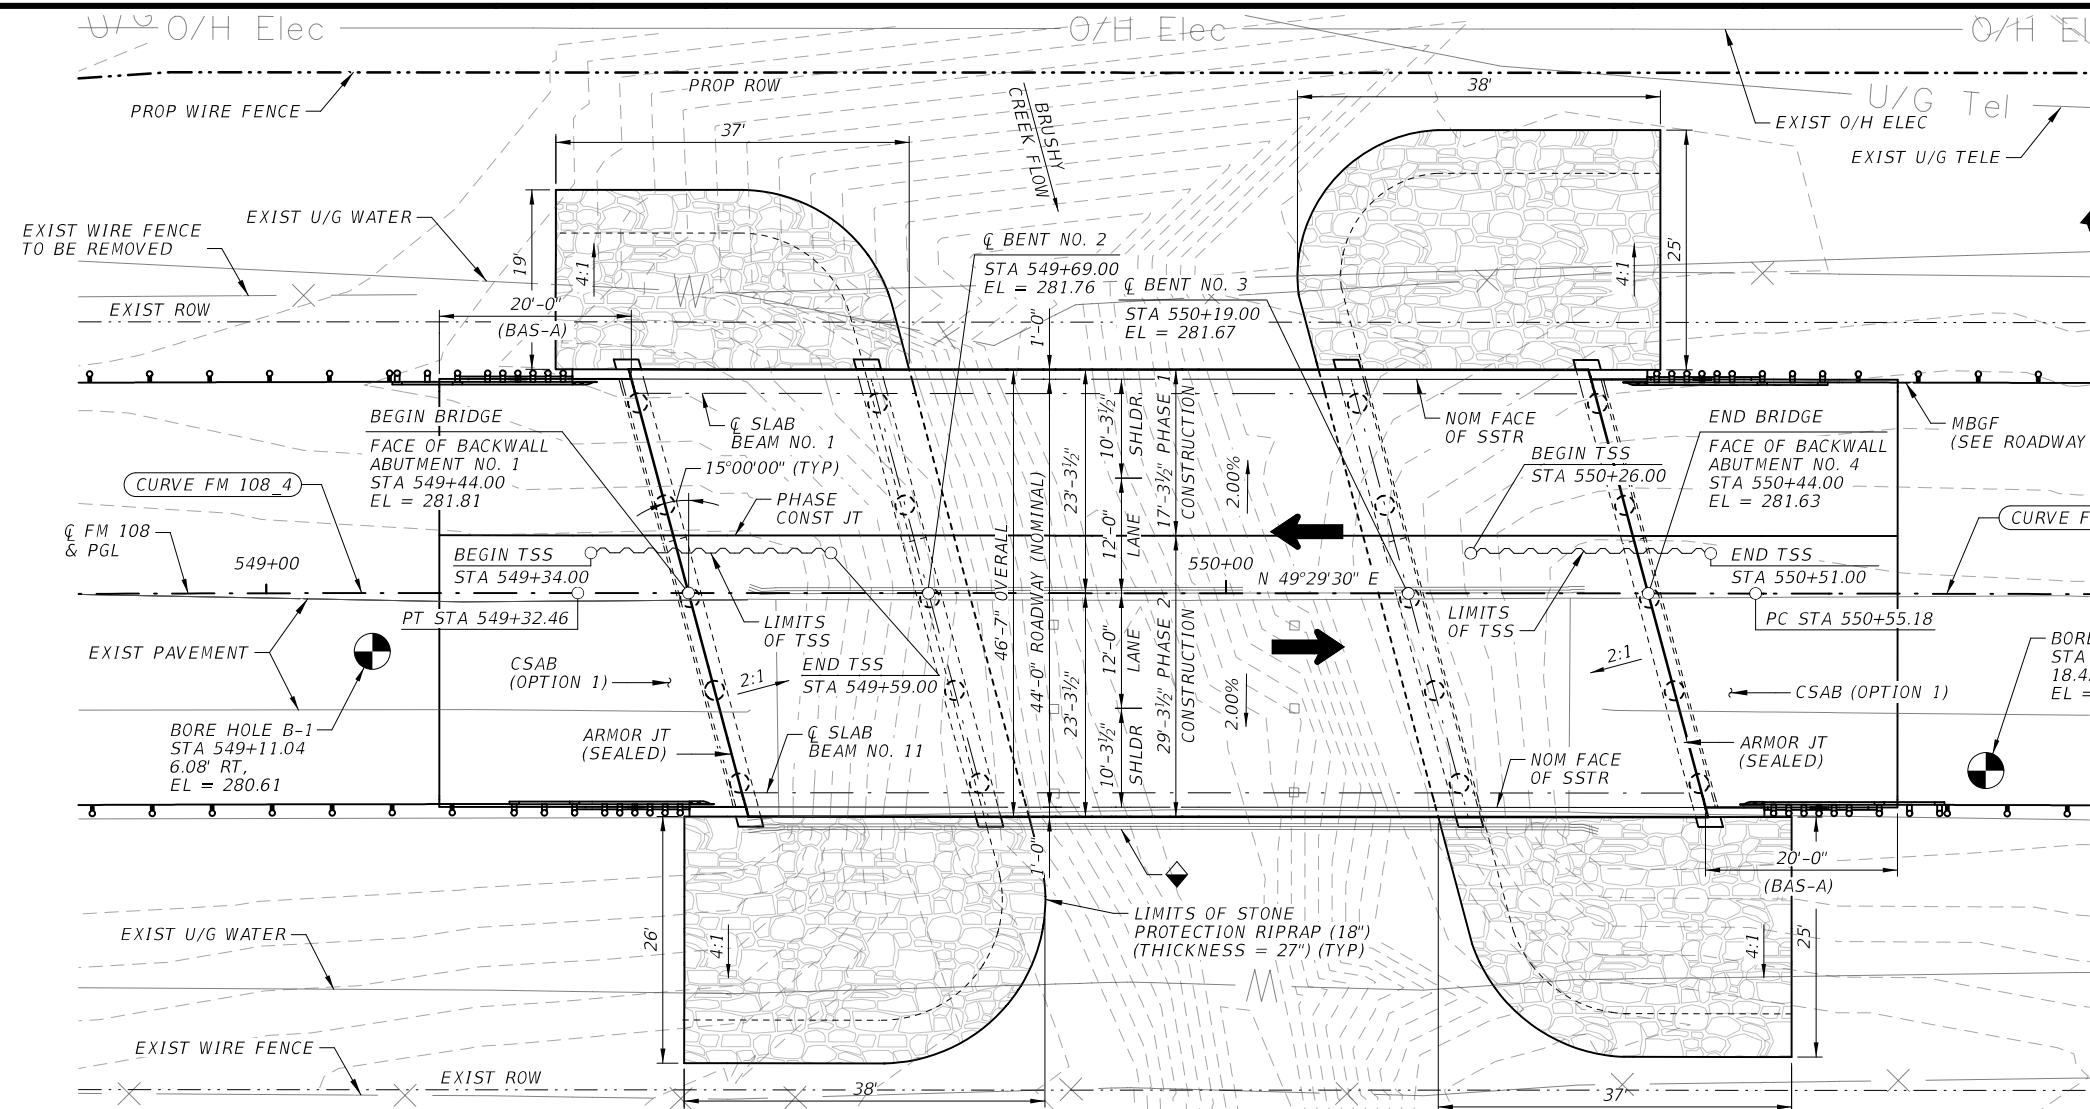 U/G O/H Elec
O/H Elec
O/H El
PROP ROW
38'
PROP WIRE FENCE
BRUSHY
CREEK FLOW
U/G Tel
EXIST O/H ELEC
37'
EXIST U/G TELE
EXIST U/G WATER
EXIST WIRE FENCE
TO BE REMOVED
19'
4:1
25'
4:1
℄ BENT NO. 2
STA 549+69.00
EL = 281.76
℄ BENT NO. 3
STA 550+19.00
EL = 281.67
W
EXIST ROW
20'-0"
(BAS-A)
1'-0"
BEGIN BRIDGE
FACE OF BACKWALL
ABUTMENT NO. 1
STA 549+44.00
EL = 281.81
℄ SLAB
BEAM NO. 1
15°00'00" (TYP)
PHASE
CONST JT
46'-7" OVERALL
44'-0" ROADWAY (NOMINAL)
23'-3½"
23'-3½"
10'-3½"
SHLDR.
12'-0"
LANE
12'-0"
LANE
10'-3½"
SHLDR
17'-3½" PHASE 1
CONSTRUCTION
29'-3½" PHASE 2
CONSTRUCTION
2.00%
2.00%
NOM FACE
OF SSTR
BEGIN TSS
STA 550+26.00
END BRIDGE
FACE OF BACKWALL
ABUTMENT NO. 4
STA 550+44.00
EL = 281.63
MBGF
(SEE ROADWAY
CURVE FM 108_4
CURVE F
℄ FM 108
& PGL
549+00
BEGIN TSS
STA 549+34.00
PT STA 549+32.46
550+00
N 49°29'30" E
END TSS
STA 550+51.00
PC STA 550+55.18
LIMITS
OF TSS
LIMITS
OF TSS
EXIST PAVEMENT
CSAB
(OPTION 1)
2:1
END TSS
STA 549+59.00
2:1
CSAB (OPTION 1)
BORE
STA
18.4
EL =
BORE HOLE B-1
STA 549+11.04
6.08' RT,
EL = 280.61
ARMOR JT
(SEALED)
℄ SLAB
BEAM NO. 11
NOM FACE
OF SSTR
ARMOR JT
(SEALED)
1'-0"
20'-0"
(BAS-A)
LIMITS OF STONE
PROTECTION RIPRAP (18")
(THICKNESS = 27") (TYP)
26'
4:1
4:1
25'
EXIST U/G WATER
W
EXIST WIRE FENCE
EXIST ROW
38'
37'